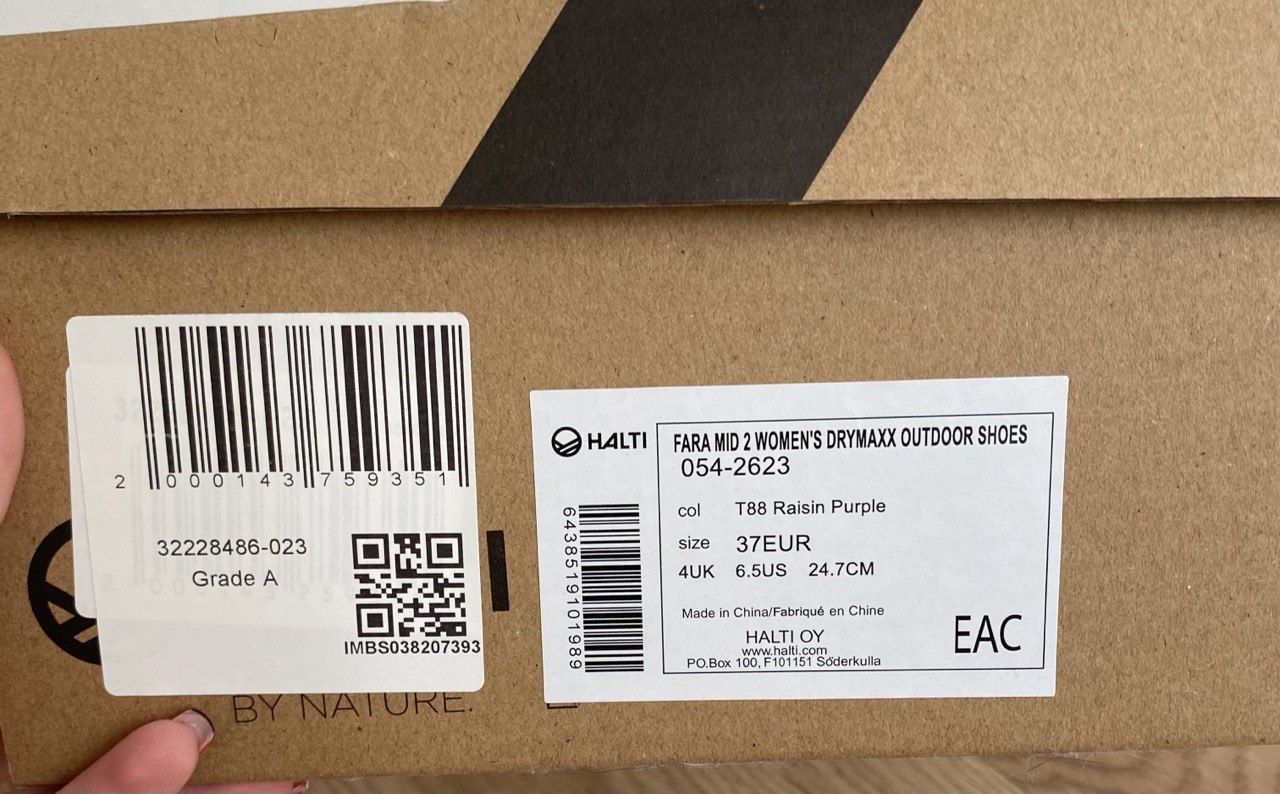 2 000143 759351
32228486-023
Grade A
IMBS038207393
BY NATURE.
HALTI
6438519101989
FARA MID 2 WOMEN'S DRYMAXX OUTDOOR SHOES
054-2623
col T88 Raisin Purple
size 37EUR
4UK 6.5US 24.7CM
Made in China/Fabriqué en Chine
HALTI OY
www.halti.com
PO.Box 100, F101151 Söderkulla
EAC